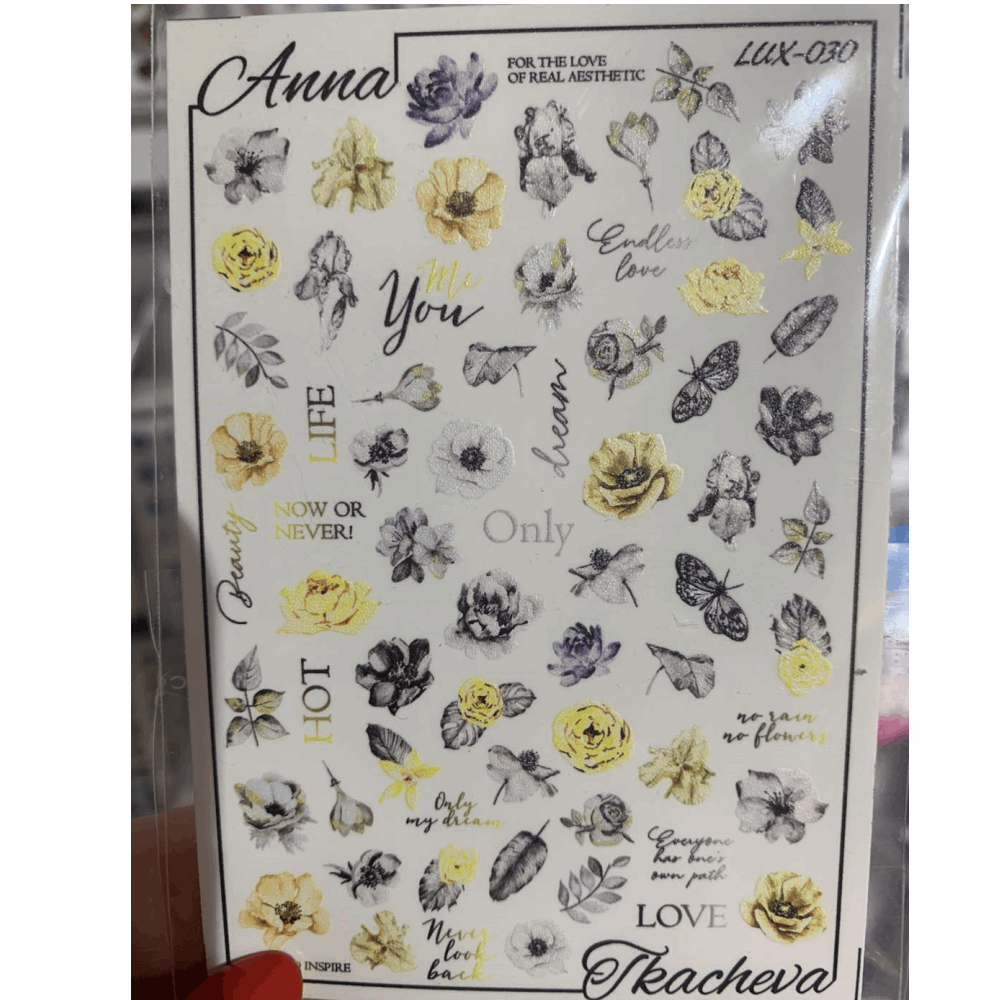 Anna
FOR THE LOVE
OF REAL AESTHETIC
LUX-030
Endless
love
Me
You
dream
LIFE
NOW OR
NEVER!
Beauty
Only
HOT
no rain
no flowers
Only
my dream
Everyone
has one's
own path
LOVE
Never
look
back
INSPIRE
Tkacheva